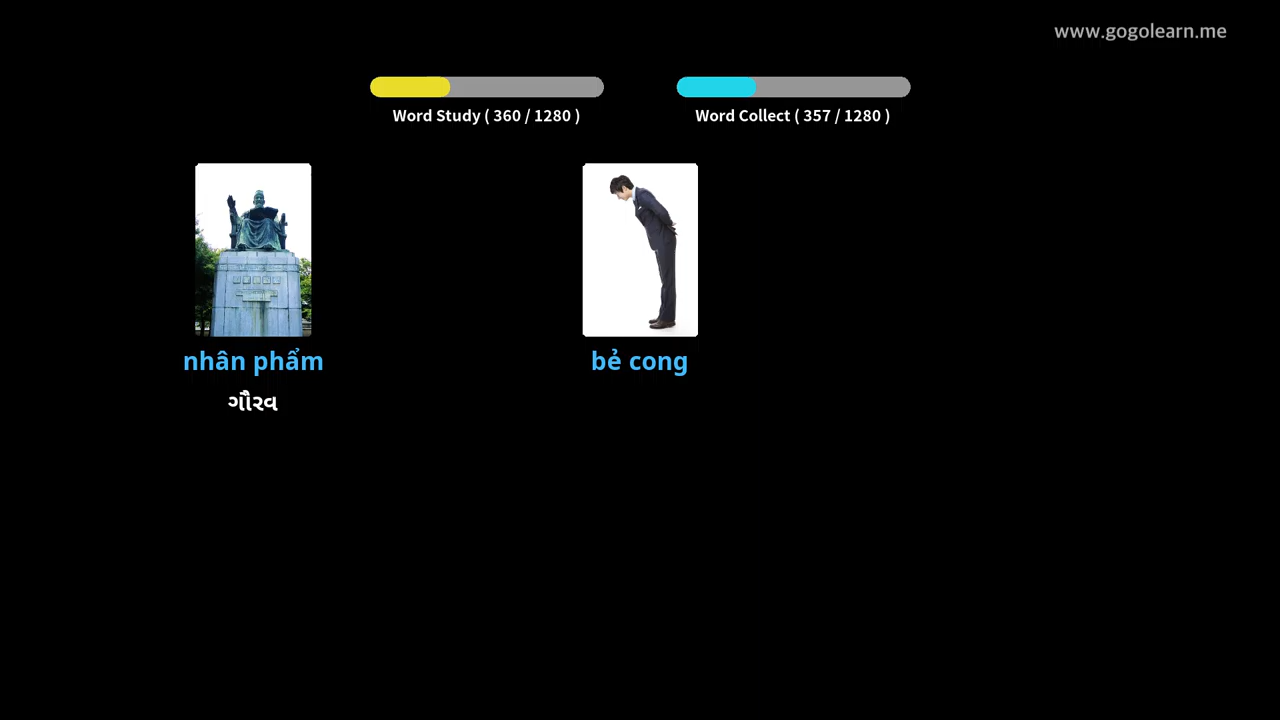 www.gogolearn.me
Word Study ( 360 / 1280 )
Word Collect ( 357 / 1280 )
nhân phẩm
bẻ cong
ગૌરવ